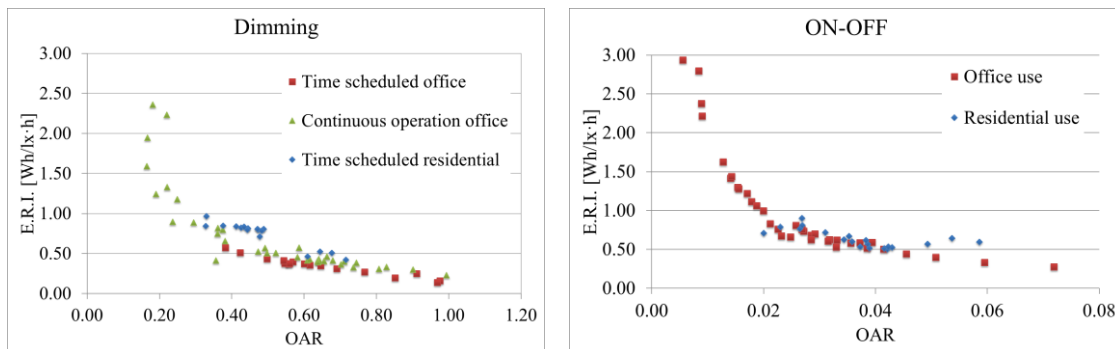 Dimming
3.00
2.50
2.00
1.50
1.00
0.50
0.00
E.R.I. [Wh/lx·h]
Time scheduled office
Continuous operation office
Time scheduled residential
0.00 0.20 0.40 0.60 0.80 1.00 1.20
OAR
ON-OFF
3.00
2.50
2.00
1.50
1.00
0.50
0.00
E.R.I. [Wh/lx·h]
Office use
Residential use
0.00 0.02 0.04 0.06 0.08
OAR